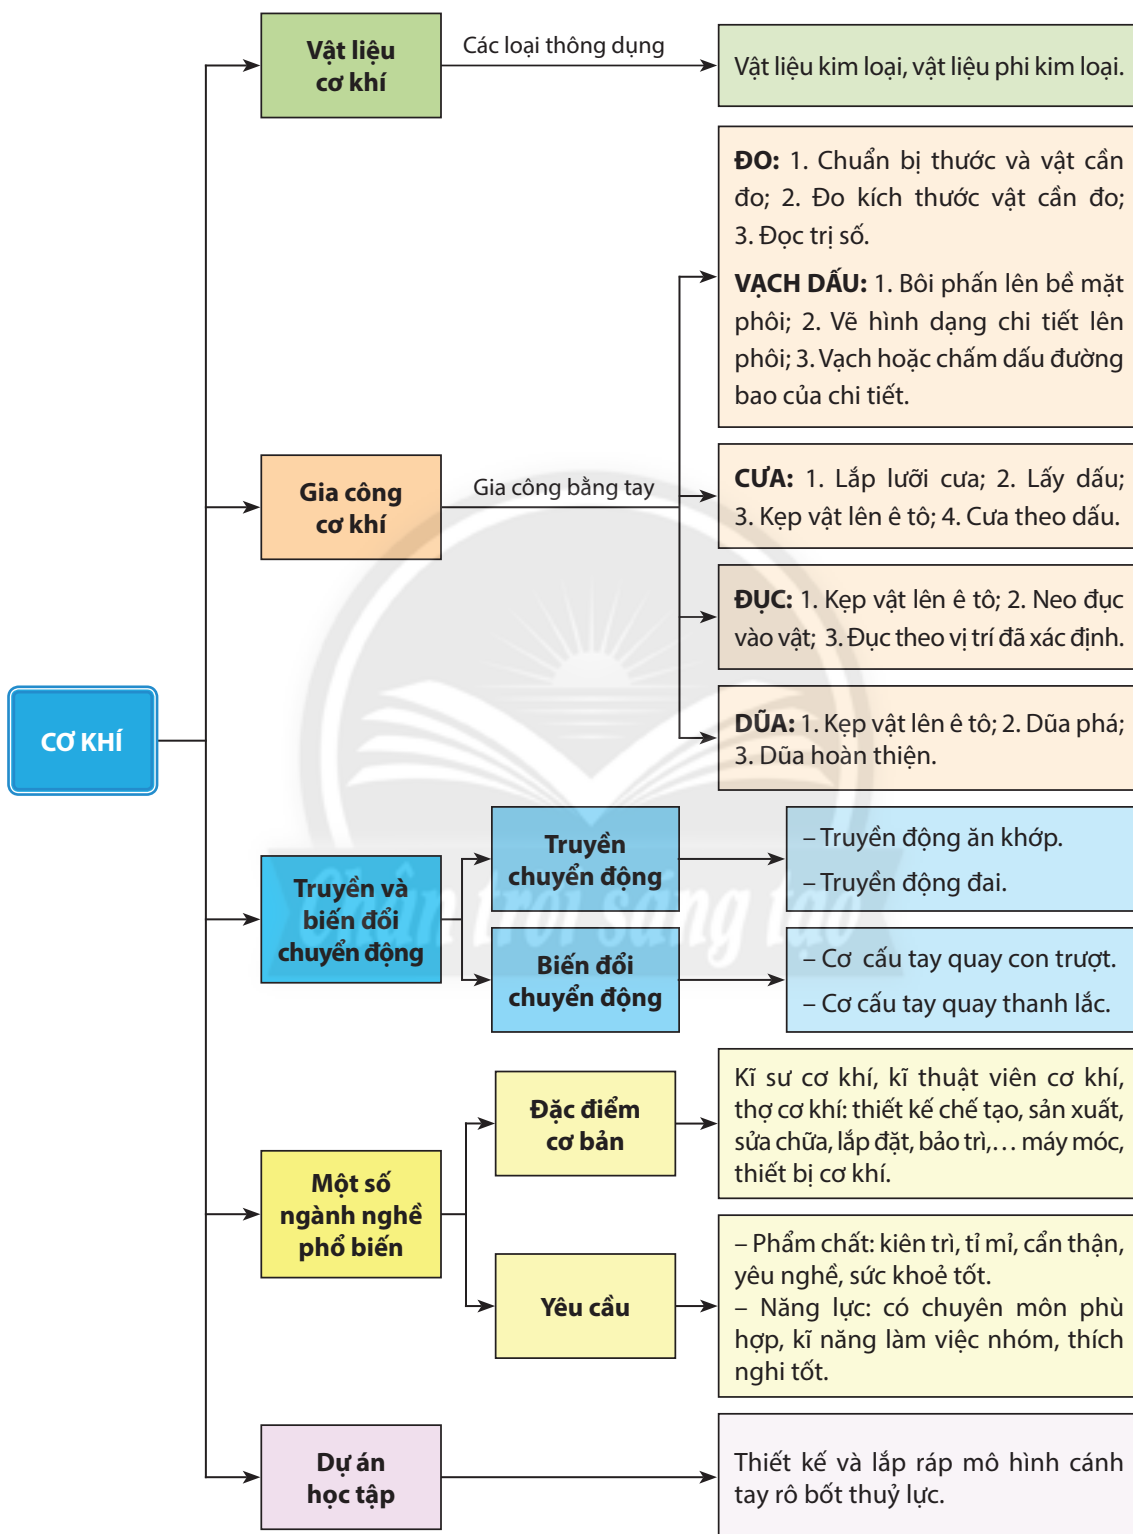 CƠ KHÍ
Vật liệu
cơ khí
Các loại thông dụng
Vật liệu kim loại, vật liệu phi kim loại.
Gia công
cơ khí
Gia công bằng tay
ĐO: 1. Chuẩn bị thước và vật cần
đo; 2. Đo kích thước vật cần đo;
3. Đọc trị số.
VẠCH DẤU: 1. Bôi phấn lên bề mặt
phôi; 2. Vẽ hình dạng chi tiết lên
phôi; 3. Vạch hoặc chấm dấu đường
bao của chi tiết.
CƯA: 1. Lắp lưỡi cưa; 2. Lấy dấu;
3. Kẹp vật lên ê tô; 4. Cưa theo dấu.
ĐỤC: 1. Kẹp vật lên ê tô; 2. Neo đục
vào vật; 3. Đục theo vị trí đã xác định.
DŨA: 1. Kẹp vật lên ê tô; 2. Dũa phá;
3. Dũa hoàn thiện.
Truyền và
biến đổi
chuyển động
Truyền
chuyển động
– Truyền động ăn khớp.
– Truyền động đai.
Biến đổi
chuyển động
– Cơ cấu tay quay con trượt.
– Cơ cấu tay quay thanh lắc.
Một số
ngành nghề
phổ biến
Đặc điểm
cơ bản
Kĩ sư cơ khí, kĩ thuật viên cơ khí,
thợ cơ khí: thiết kế chế tạo, sản xuất,
sửa chữa, lắp đặt, bảo trì,... máy móc,
thiết bị cơ khí.
Yêu cầu
– Phẩm chất: kiên trì, tỉ mỉ, cẩn thận,
yêu nghề, sức khoẻ tốt.
– Năng lực: có chuyên môn phù
hợp, kĩ năng làm việc nhóm, thích
nghi tốt.
Dự án
học tập
Thiết kế và lắp ráp mô hình cánh
tay rô bốt thuỷ lực.
Chân trời sáng tạo